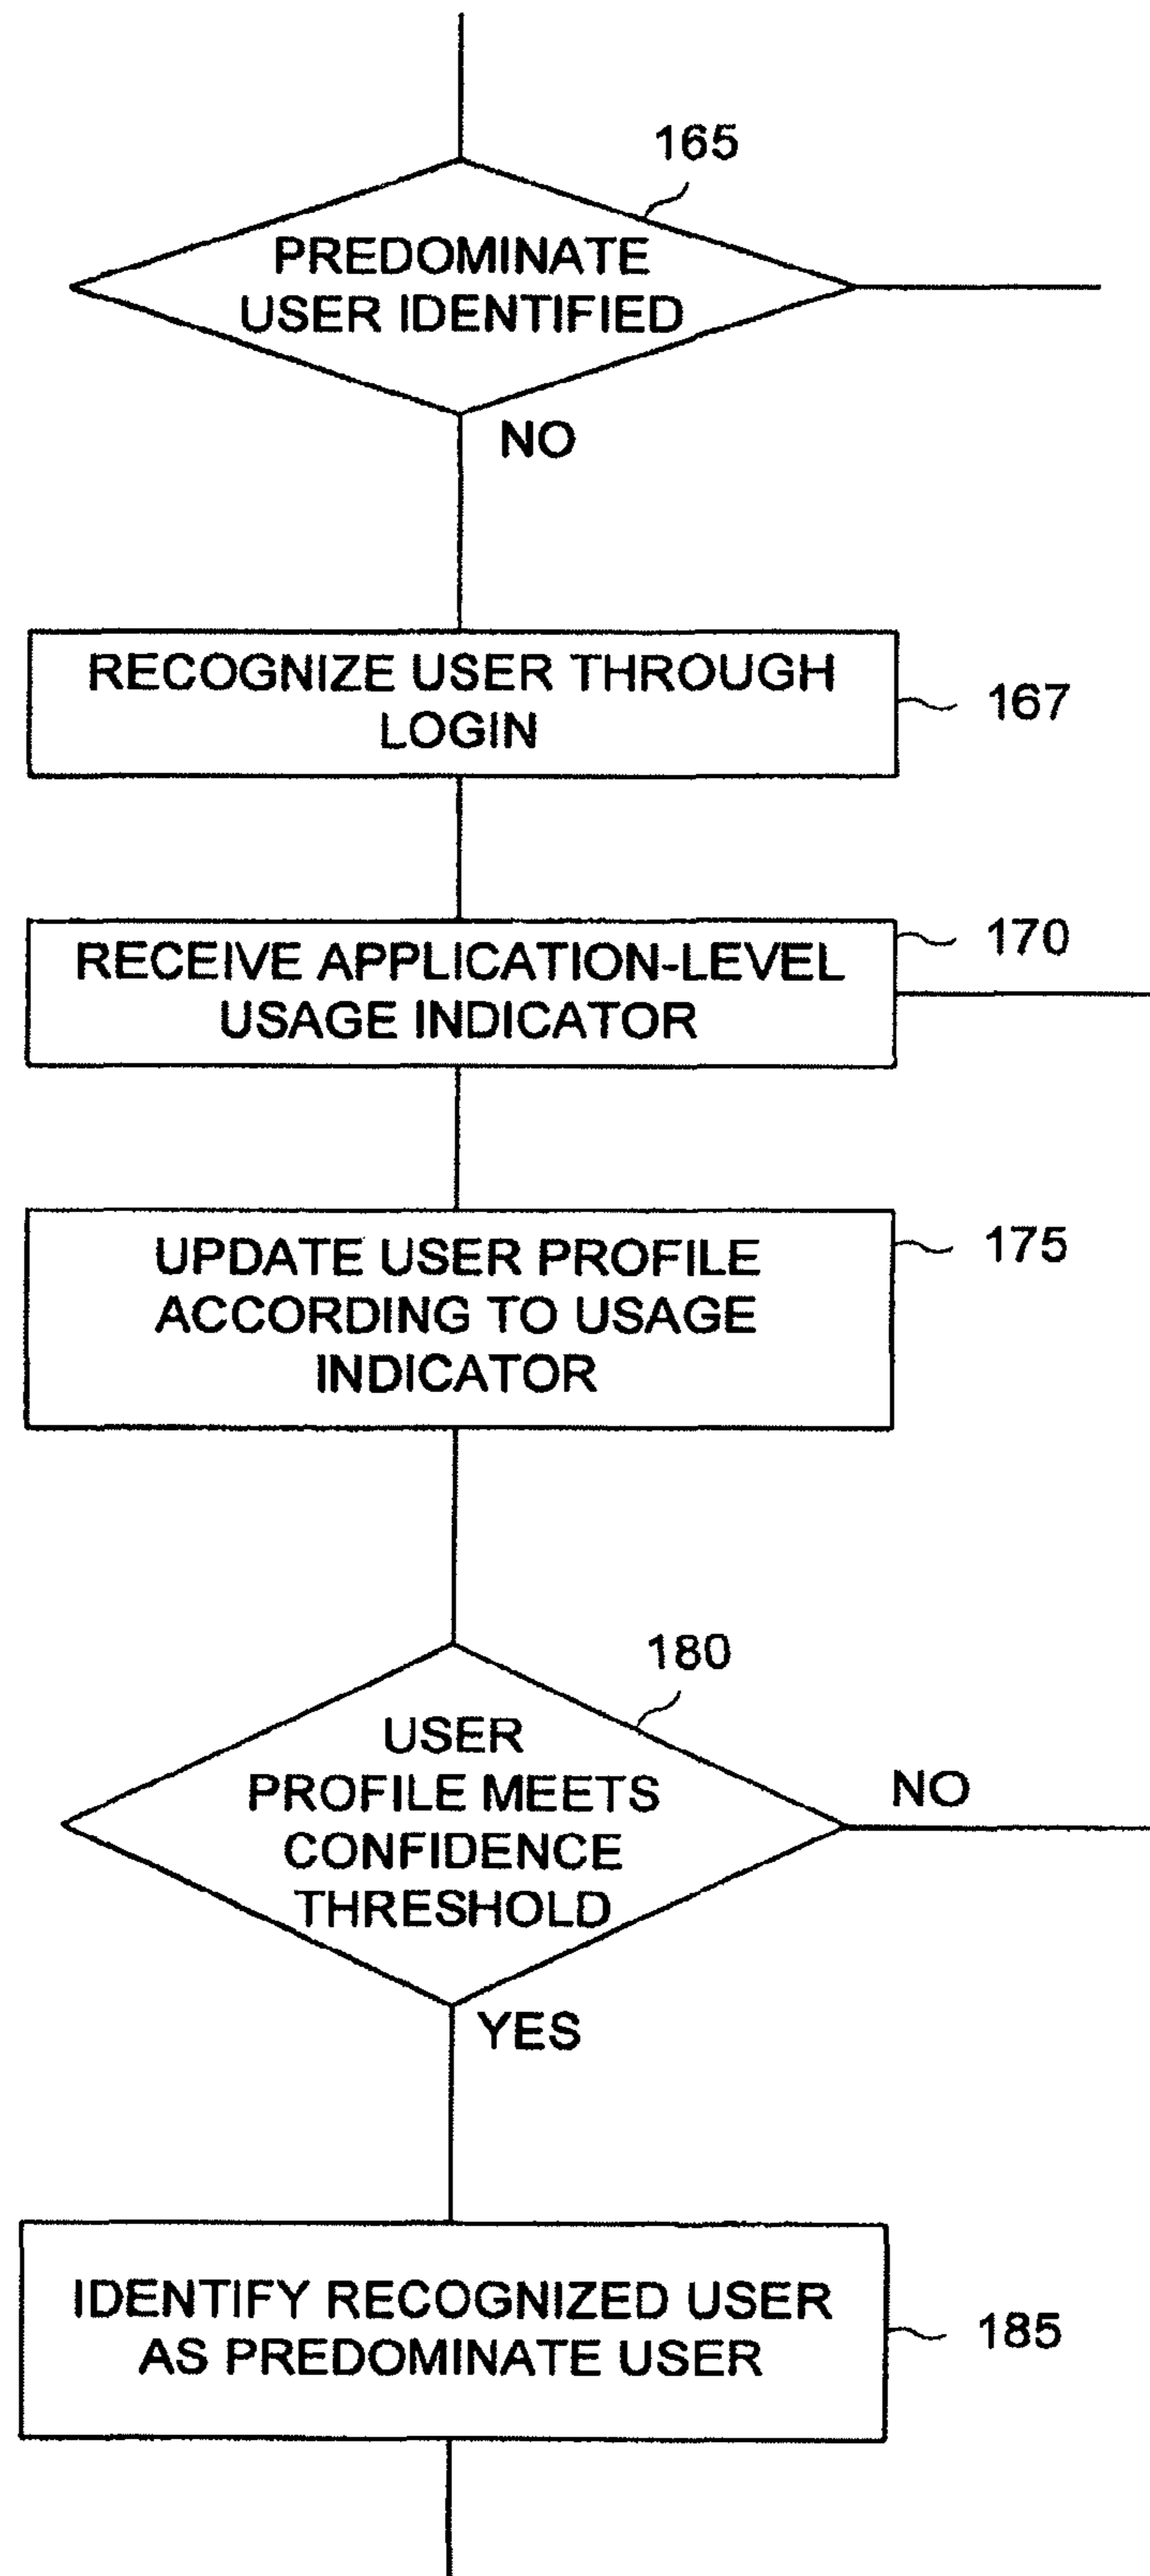 165
PREDOMINATE
USER IDENTIFIED
NO
RECOGNIZE USER THROUGH
LOGIN
167
RECEIVE APPLICATION-LEVEL
USAGE INDICATOR
170
UPDATE USER PROFILE
ACCORDING TO USAGE
INDICATOR
175
180
USER
PROFILE MEETS
CONFIDENCE
THRESHOLD
NO
YES
IDENTIFY RECOGNIZED USER
AS PREDOMINATE USER
185